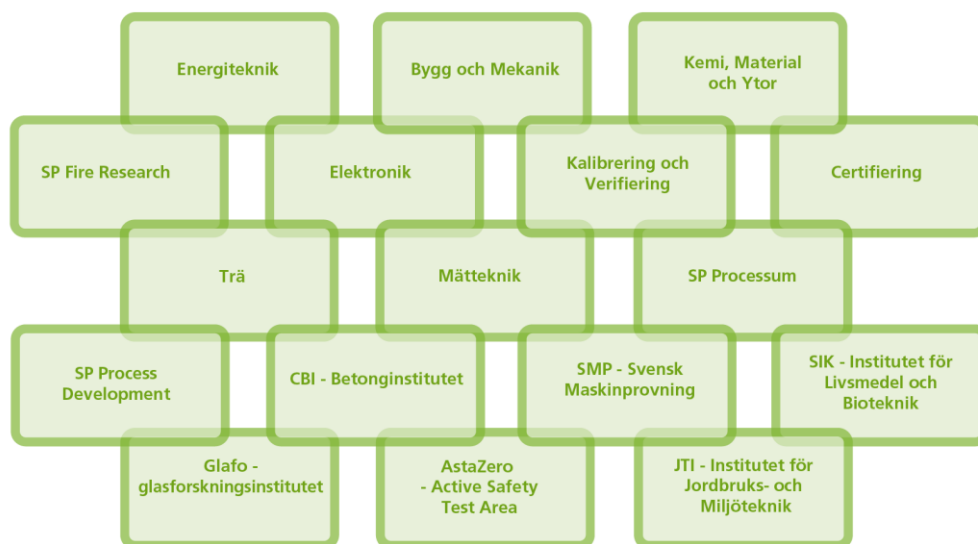 Energiteknik
Bygg och Mekanik
Kemi, Material
och Ytor
SP Fire Research
Elektronik
Kalibrering och
Verifiering
Certifiering
Trä
Mätteknik
SP Processum
SP Process
Development
CBI - Betonginstitutet
SMP - Svensk
Maskinprovning
SIK - Institutet för
Livsmedel och
Bioteknik
Glafo -
glasforskningsinstitutet
AstaZero
- Active Safety
Test Area
JTI - Institutet för
Jordbruks- och
Miljöteknik